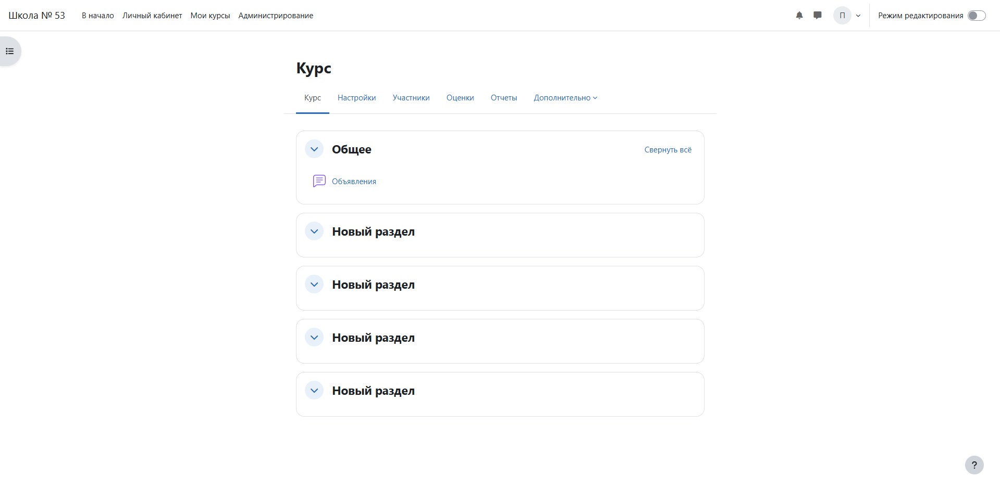 Школа № 53 В начало Личный кабинет Мои курсы Администрирование П Режим редактирования
Курс
Курс Настройки Участники Оценки Отчеты Дополнительно
Общее Свернуть всё
Объявления
Новый раздел
Новый раздел
Новый раздел
Новый раздел
?